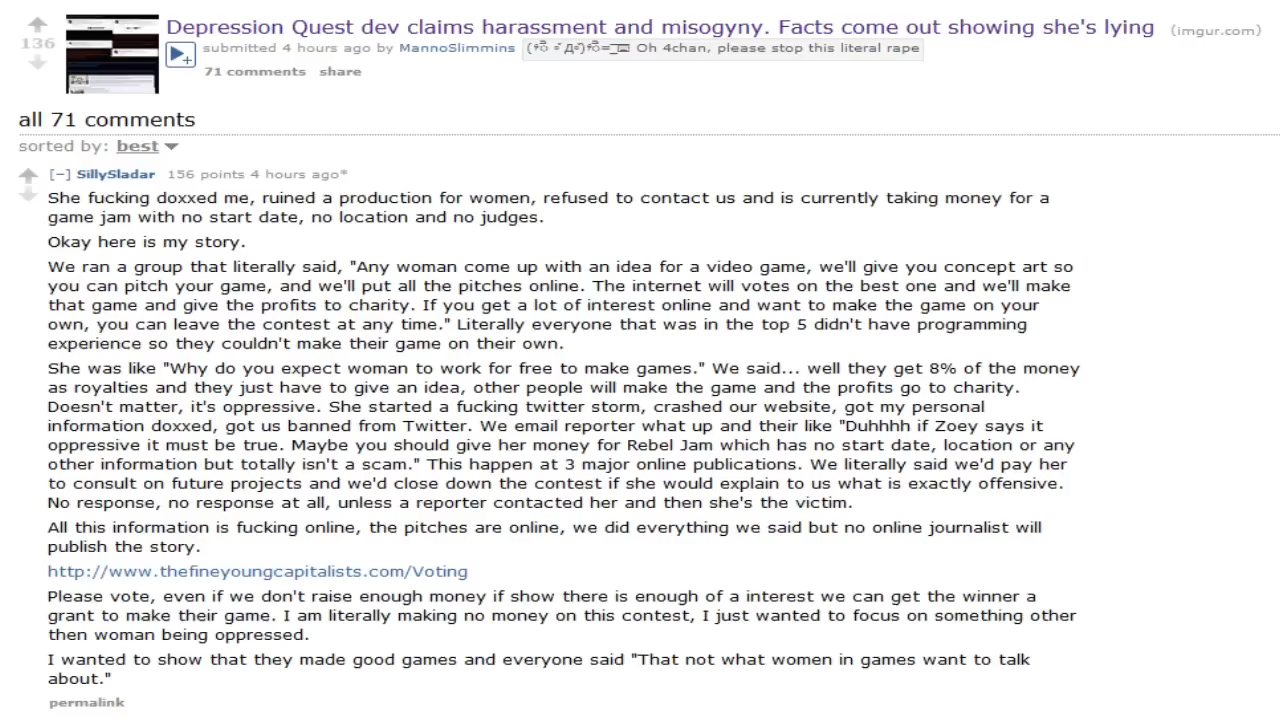 Depression Quest dev claims harassment and misogyny. Facts come out showing she's lying (imgur.com)
136
submitted 4 hours ago by MannoSlimmins Oh 4chan, please stop this literal rape
71 comments share
all 71 comments
sorted by: best
[−] SillySladar 156 points 4 hours ago*
She fucking doxxed me, ruined a production for women, refused to contact us and is currently taking money for a
game jam with no start date, no location and no judges.
Okay here is my story.
We ran a group that literally said, "Any woman come up with an idea for a video game, we'll give you concept art so
you can pitch your game, and we'll put all the pitches online. The internet will votes on the best one and we'll make
that game and give the profits to charity. If you get a lot of interest online and want to make the game on your
own, you can leave the contest at any time." Literally everyone that was in the top 5 didn't have programming
experience so they couldn't make their game on their own.
She was like "Why do you expect woman to work for free to make games." We said... well they get 8% of the money
as royalties and they just have to give an idea, other people will make the game and the profits go to charity.
Doesn't matter, it's oppressive. She started a fucking twitter storm, crashed our website, got my personal
information doxxed, got us banned from Twitter. We email reporter what up and their like "Duhhhh if Zoey says it
oppressive it must be true. Maybe you should give her money for Rebel Jam which has no start date, location or any
other information but totally isn't a scam." This happen at 3 major online publications. We literally said we'd pay her
to consult on future projects and we'd close down the contest if she would explain to us what is exactly offensive.
No response, no response at all, unless a reporter contacted her and then she's the victim.
All this information is fucking online, the pitches are online, we did everything we said but no online journalist will
publish the story.
http://www.thefineyoungcapitalists.com/Voting
Please vote, even if we don't raise enough money if show there is enough of a interest we can get the winner a
grant to make their game. I am literally making no money on this contest, I just wanted to focus on something other
then woman being oppressed.
I wanted to show that they made good games and everyone said "That not what women in games want to talk
about."
permalink